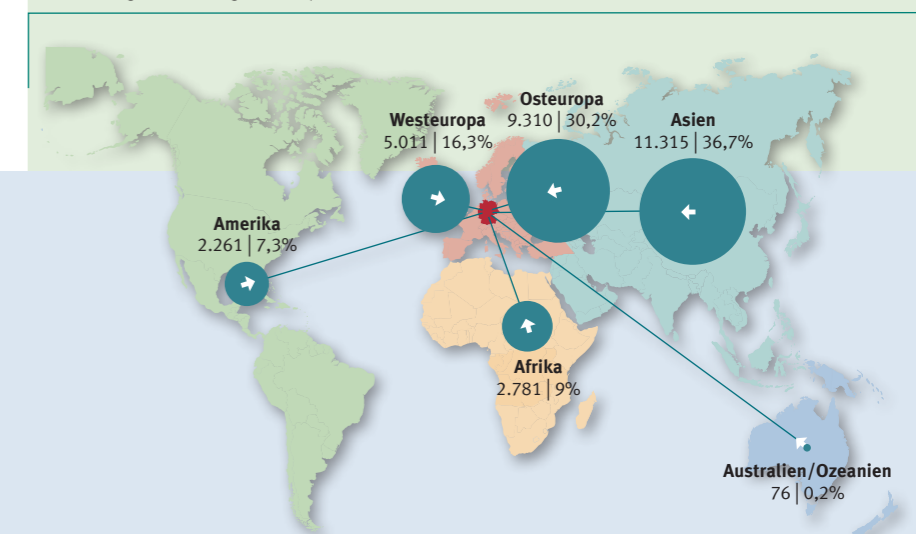 Osteuropa
9.310 | 30,2%
Westeuropa
5.011 | 16,3%
Asien
11.315 | 36,7%
Amerika
2.261 | 7,3%
Afrika
2.781 | 9%
Australien/Ozeanien
76 | 0,2%